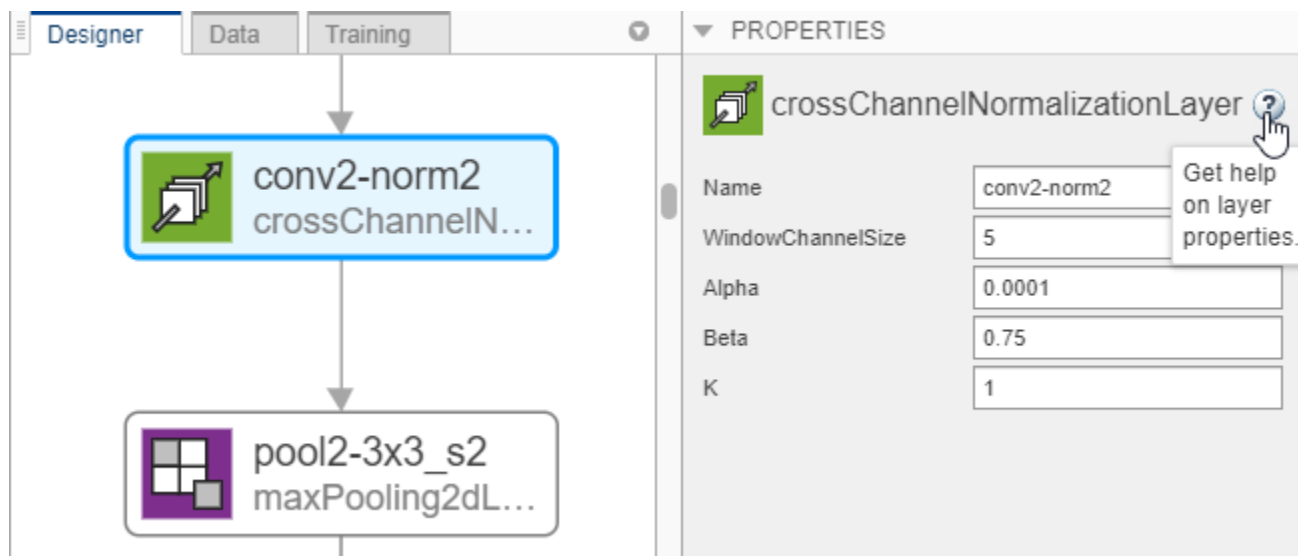 Designer
Data
Training
conv2-norm2
crossChannelN...
pool2-3x3_s2
maxPooling2dL...
PROPERTIES
crossChannelNormalizationLayer ?
Name conv2-norm2
WindowChannelSize 5
Alpha 0.0001
Beta 0.75
K 1
Get help
on layer
properties.